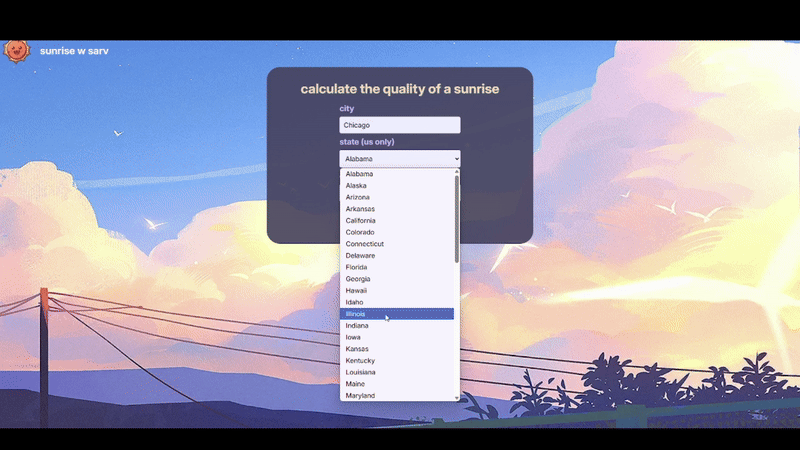 sunrise w sarv
calculate the quality of a sunrise
city
Chicago
state (us only)
Alabama
Alabama
Alaska
Arizona
Arkansas
California
Colorado
Connecticut
Delaware
Florida
Georgia
Hawaii
Idaho
Illinois
Indiana
Iowa
Kansas
Kentucky
Louisiana
Maine
Maryland